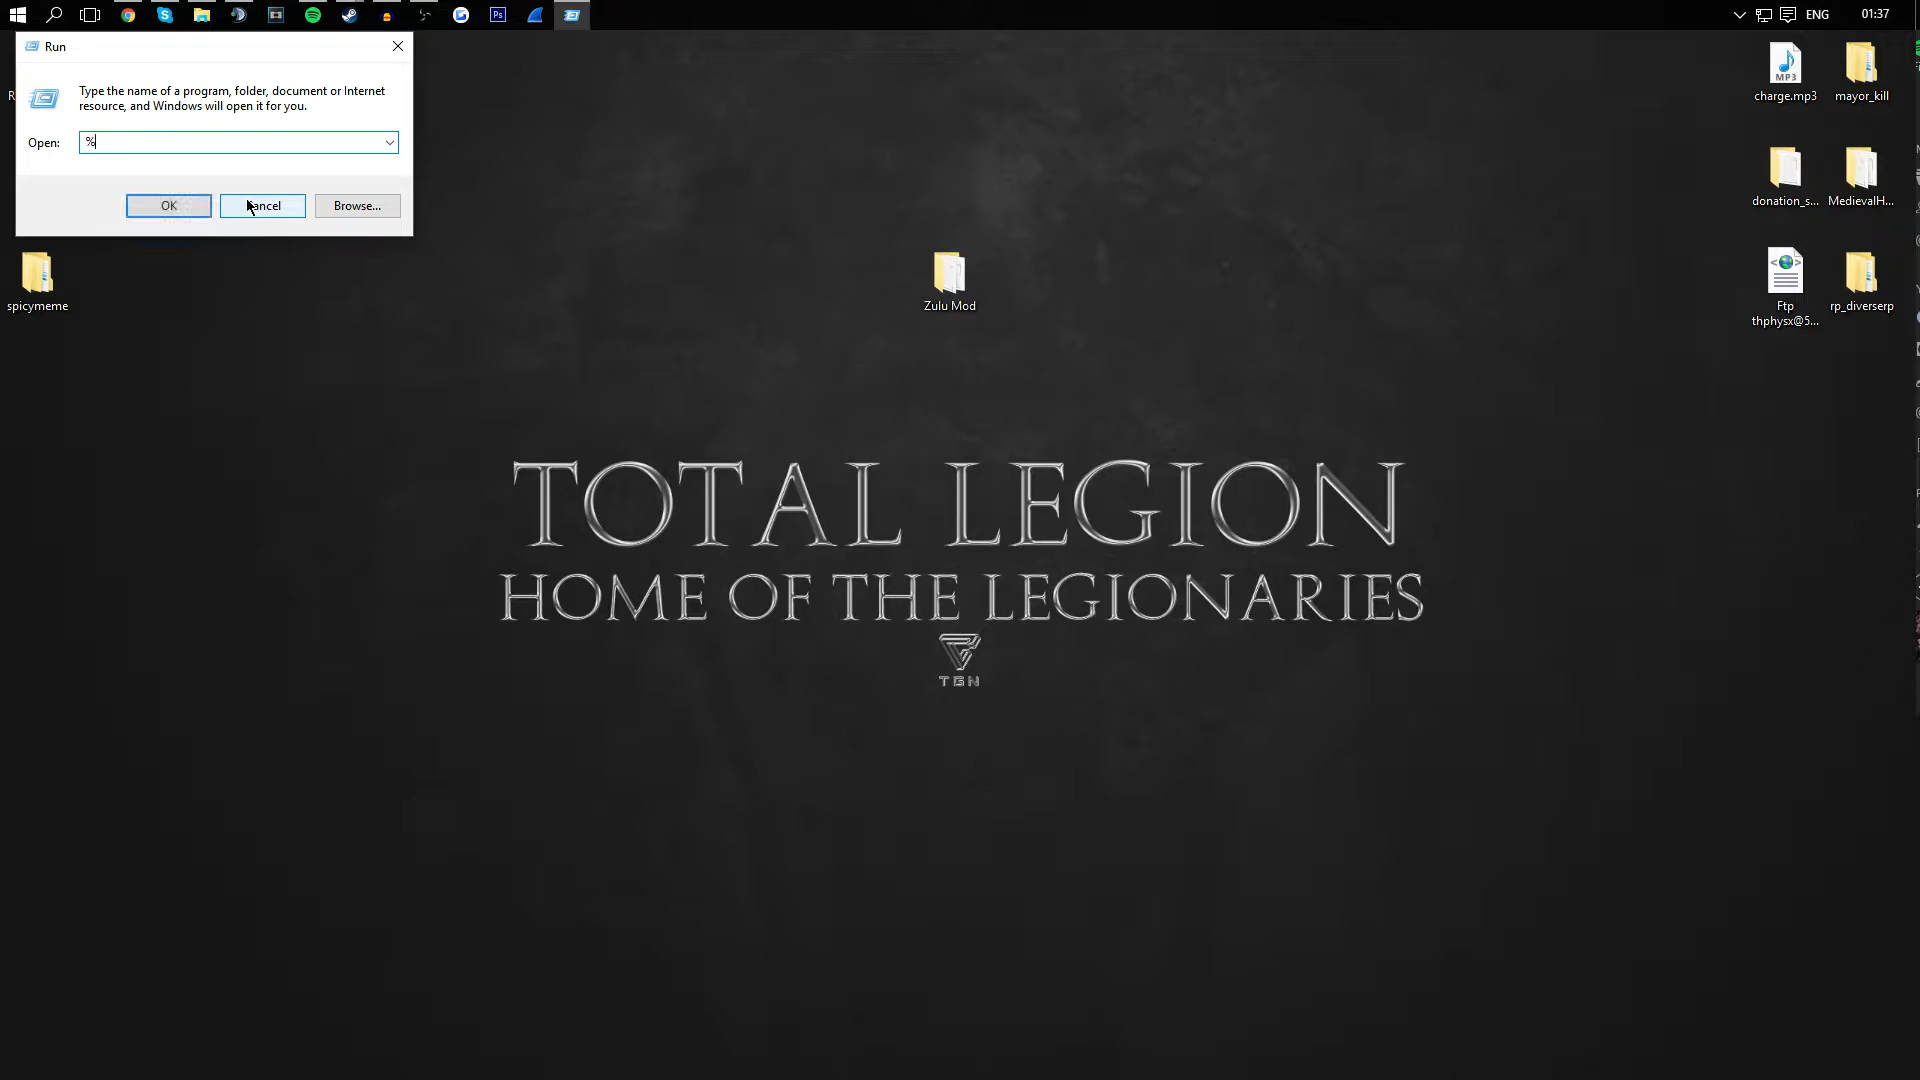 Ps
ENG
01:37
Run
Type the name of a program, folder, document or Internet
resource, and Windows will open it for you.
Open:
%
OK
Cancel
Browse...
MP3
charge.mp3
mayor_kill
donation_s...
MedievalH...
spicymeme
Zulu Mod
Ftp
thphysx@5...
rp_diverserp
TOTAL LEGION
HOME OF THE LEGIONARIES
TGN